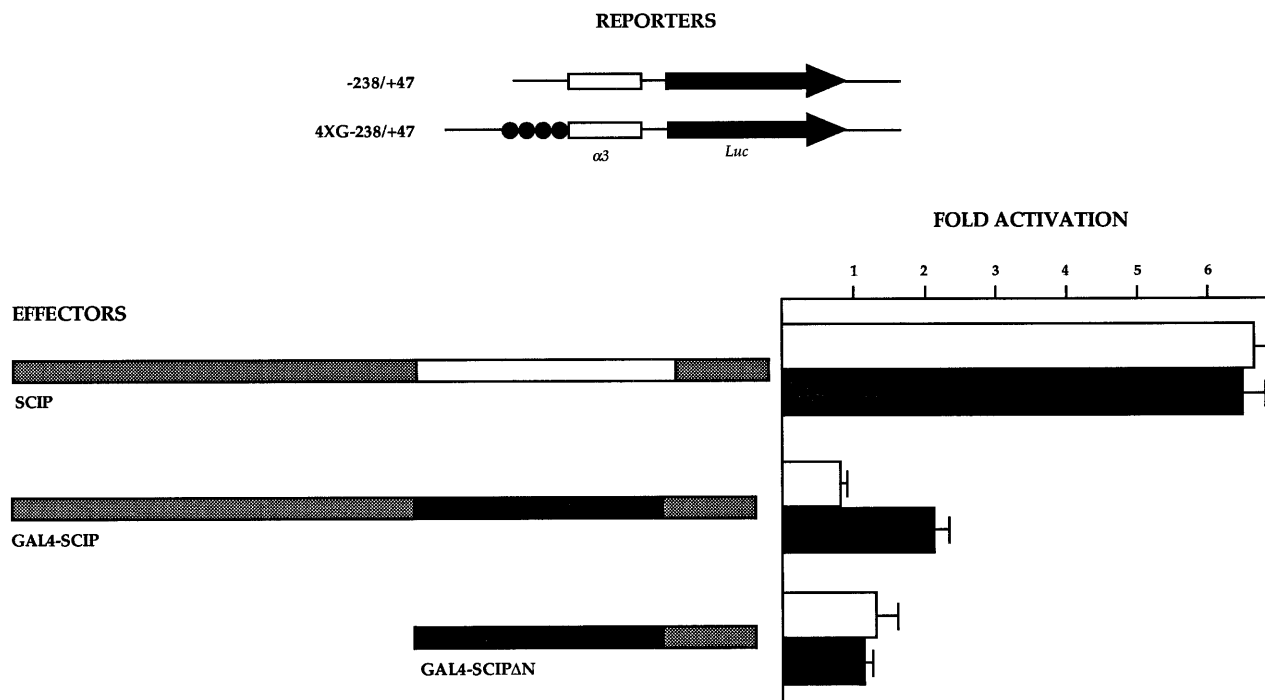 REPORTERS
-238/+47
4XG-238/+47
α3
Luc
FOLD ACTIVATION
1 2 3 4 5 6
EFFECTORS
SCIP
GAL4-SCIP
GAL4-SCIPΔN